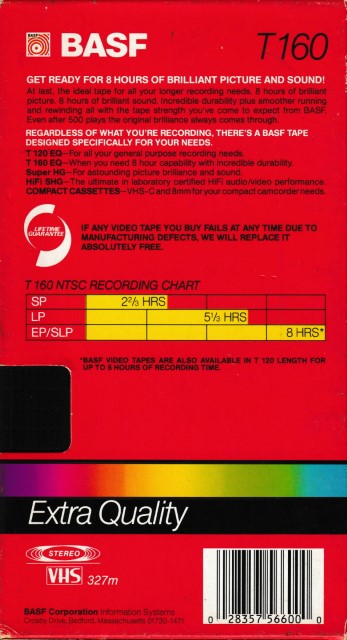 BASF
BASF T160
GET READY FOR 8 HOURS OF BRILLIANT PICTURE AND SOUND!
At last, the ideal tape for all your longer recording needs. 8 hours of brilliant
picture. 8 hours of brilliant sound. Incredible durability plus smoother running
and rewinding all with the tape strength you've come to expect from BASF.
Even after 500 plays the original brilliance always comes through.
REGARDLESS OF WHAT YOU'RE RECORDING, THERE'S A BASF TAPE
DESIGNED SPECIFICALLY FOR YOUR NEEDS.
T 120 EQ—For all your general purpose recording needs.
T 160 EQ—When you need 8 hour capability with incredible durability.
Super HG—For astounding picture brilliance and sound.
HiFi SHG—The ultimate in laboratory certified HiFi audio/video performance.
COMPACT CASSETTES—VHS-C and 8mm for your compact camcorder needs.
LIFETIME
GUARANTEE
IF ANY VIDEO TAPE YOU BUY FAILS AT ANY TIME DUE TO
MANUFACTURING DEFECTS, WE WILL REPLACE IT
ABSOLUTELY FREE.
T 160 NTSC RECORDING CHART
SP 2⅔ HRS
LP 5⅓ HRS
EP/SLP 8 HRS*
*BASF VIDEO TAPES ARE ALSO AVAILABLE IN T 120 LENGTH FOR
UP TO 6 HOURS OF RECORDING TIME.
Extra Quality
STEREO
VHS 327m
BASF Corporation Information Systems
Crosby Drive, Bedford, Massachusetts 01730-1471
0 28357 56600 0